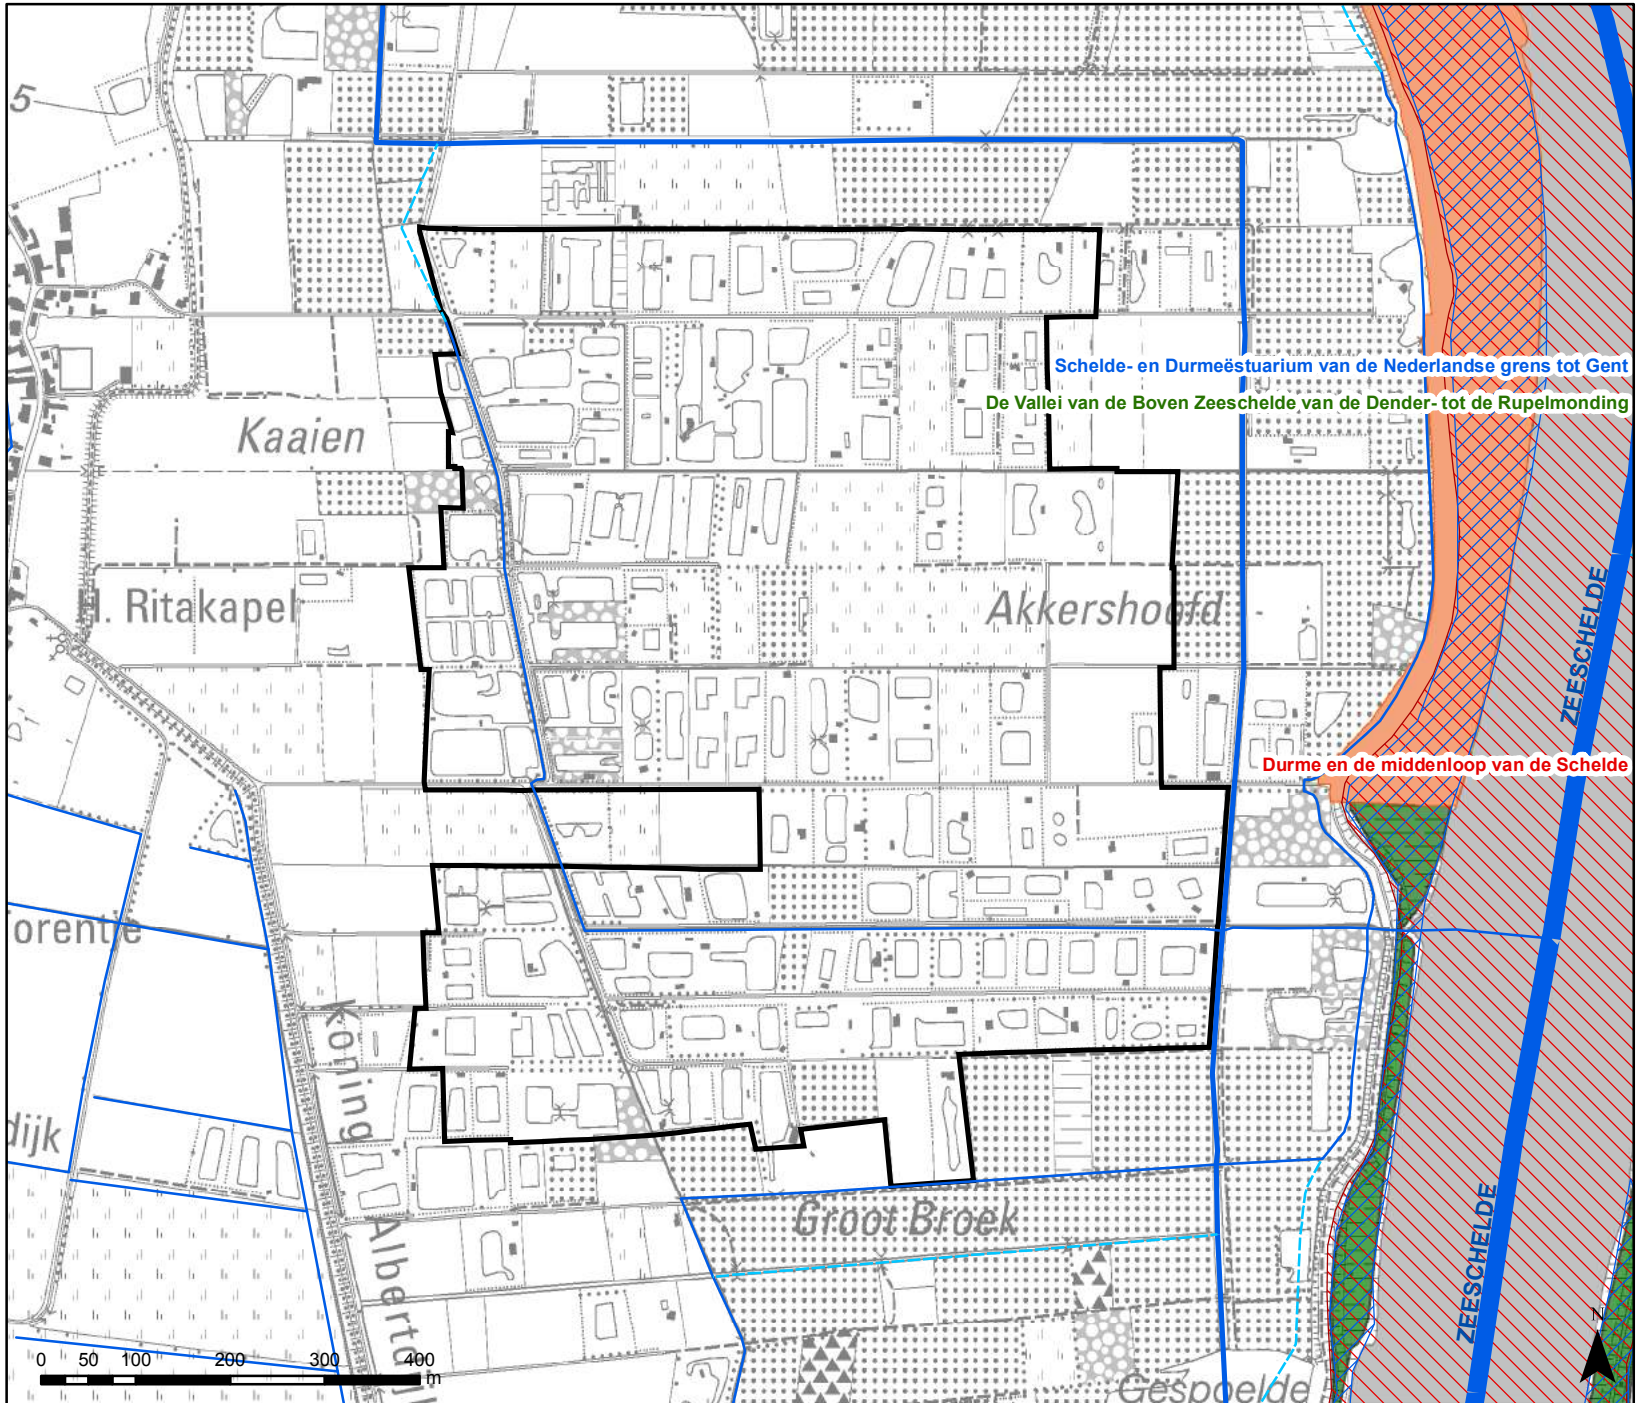 5
Schelde- en Durmeëstuarium van de Nederlandse grens tot Gent
De Vallei van de Boven Zeeschelde van de Dender- tot de Rupelmonding
Kaaien
H. Ritakapel
Akkershoofd
ZEESCHELDE
Durme en de middenloop van de Schelde
orentie
Koning
dijk
Albertdijk
Groot Broek
ZEESCHELDE
N
0 50 100 200 300 400
m
Gespoelde